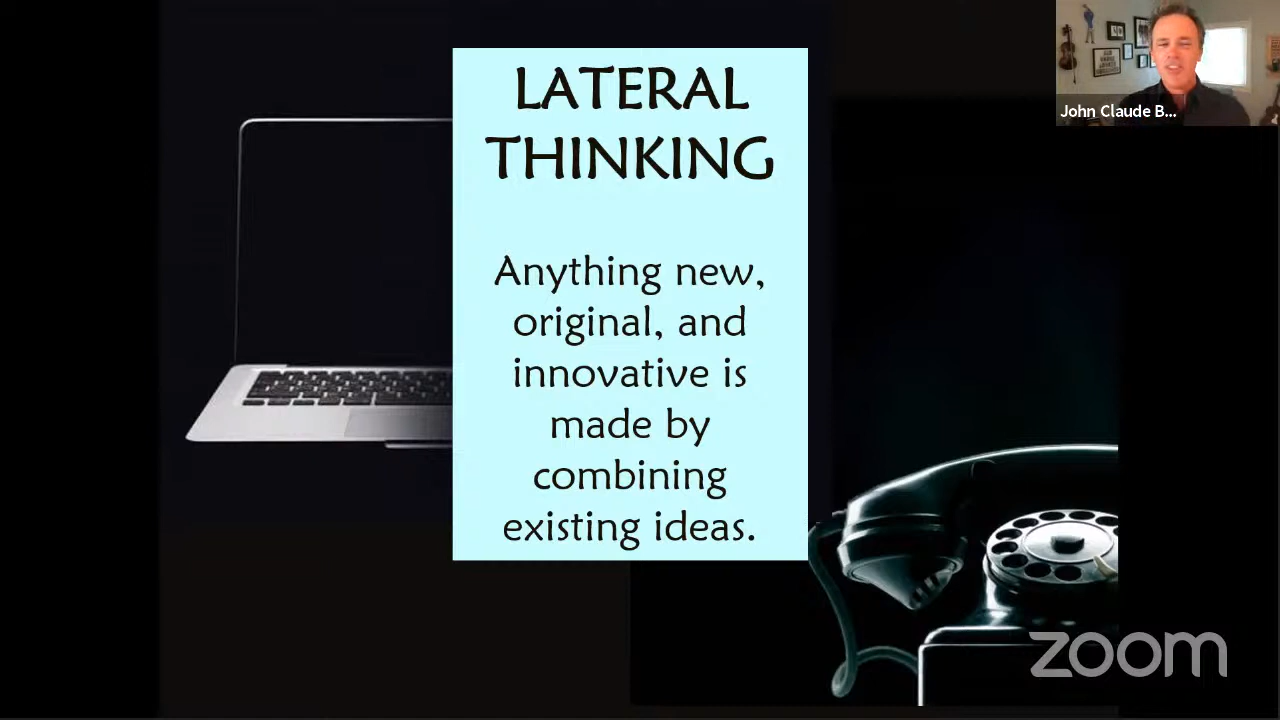 LATERAL
THINKING
Anything new,
original, and
innovative is
made by
combining
existing ideas.
John Claude B...
zoom